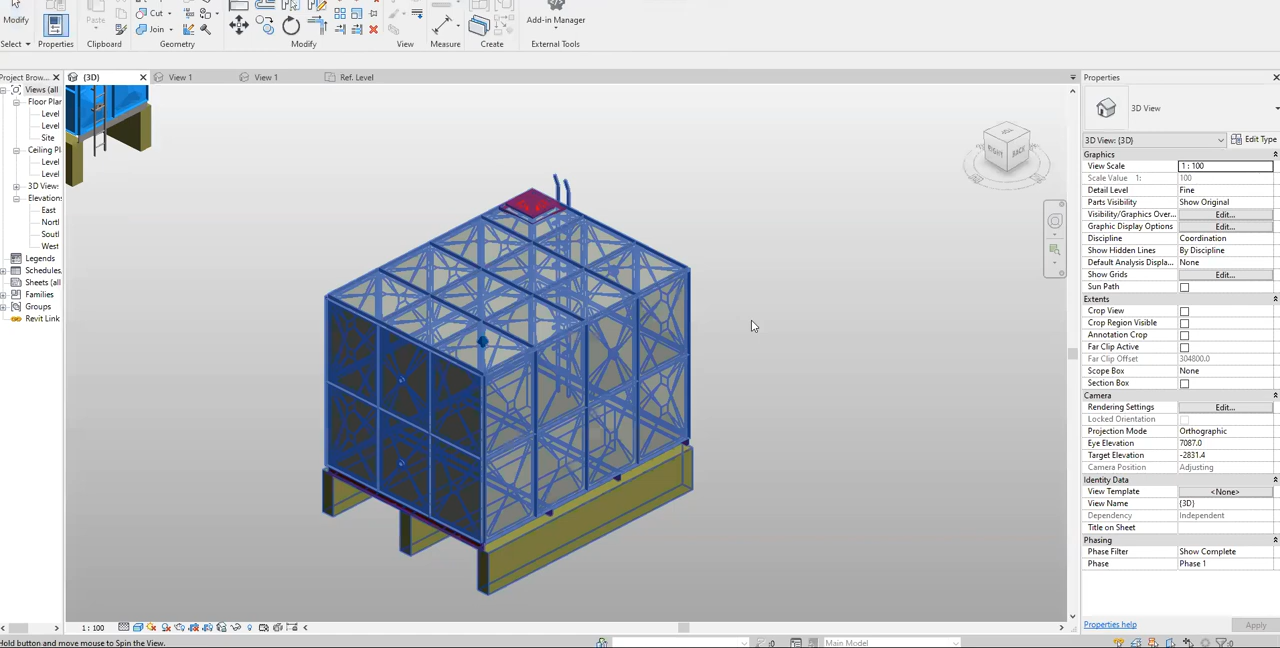 Modify
Select
Properties
Paste
Clipboard
Cut
Join
Geometry
Modify
View
Measure
Create
Add-in Manager
External Tools
Project Brow...
{3D}
View 1
View 1
Ref. Level
Properties
Views (all
Floor Plan
Level
Level
Site
Ceiling Pl
Level
Level
3D View:
Elevations
East
North
South
West
Legends
Schedules,
Sheets (all
Families
Groups
Revit Link
RIGHT
BACK
3D View
3D View: {3D}
Edit Type
Graphics
View Scale 1 : 100
Scale Value 1: 100
Detail Level Fine
Parts Visibility Show Original
Visibility/Graphics Over... Edit...
Graphic Display Options Edit...
Discipline Coordination
Show Hidden Lines By Discipline
Default Analysis Displa... None
Show Grids Edit...
Sun Path
Extents
Crop View
Crop Region Visible
Annotation Crop
Far Clip Active
Far Clip Offset 304800.0
Scope Box None
Section Box
Camera
Rendering Settings Edit...
Locked Orientation
Projection Mode Orthographic
Eye Elevation 7087.0
Target Elevation -2831.4
Camera Position Adjusting
Identity Data
View Template <None>
View Name {3D}
Dependency Independent
Title on Sheet
Phasing
Phase Filter Show Complete
Phase Phase 1
Properties help
Apply
1 : 100
Hold button and move mouse to Spin the View.
:0
Main Model
:0